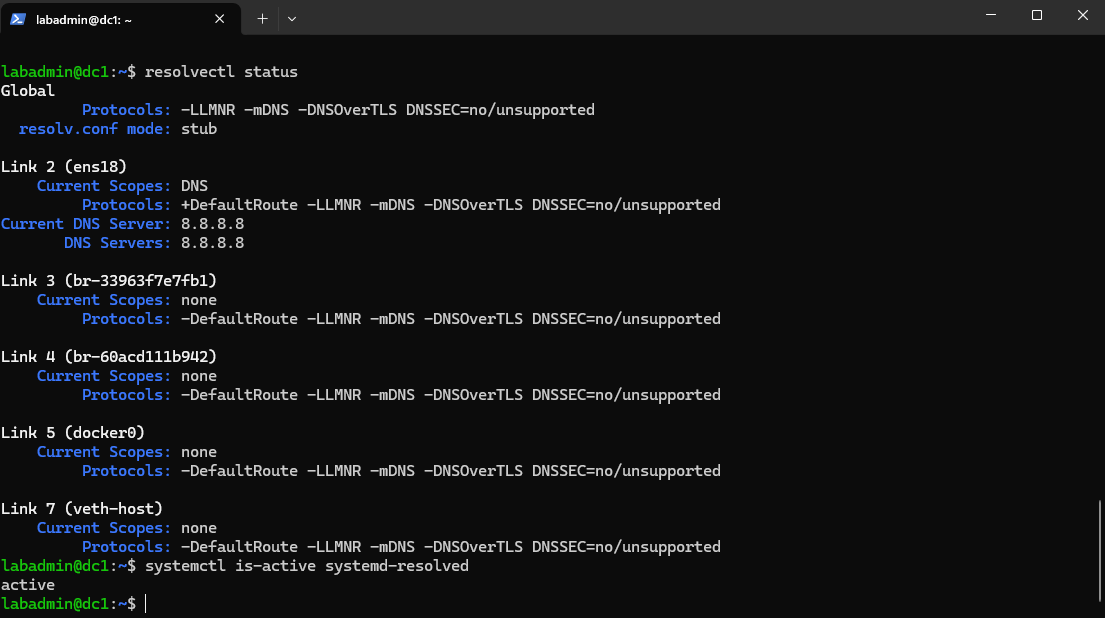 labadmin@dc1: ~
labadmin@dc1:~$ resolvectl status
Global
Protocols: -LLMNR -mDNS -DNSOverTLS DNSSEC=no/unsupported
resolv.conf mode: stub
Link 2 (ens18)
Current Scopes: DNS
Protocols: +DefaultRoute -LLMNR -mDNS -DNSOverTLS DNSSEC=no/unsupported
Current DNS Server: 8.8.8.8
DNS Servers: 8.8.8.8
Link 3 (br-33963f7e7fb1)
Current Scopes: none
Protocols: -DefaultRoute -LLMNR -mDNS -DNSOverTLS DNSSEC=no/unsupported
Link 4 (br-60acd111b942)
Current Scopes: none
Protocols: -DefaultRoute -LLMNR -mDNS -DNSOverTLS DNSSEC=no/unsupported
Link 5 (docker0)
Current Scopes: none
Protocols: -DefaultRoute -LLMNR -mDNS -DNSOverTLS DNSSEC=no/unsupported
Link 7 (veth-host)
Current Scopes: none
Protocols: -DefaultRoute -LLMNR -mDNS -DNSOverTLS DNSSEC=no/unsupported
labadmin@dc1:~$ systemctl is-active systemd-resolved
active
labadmin@dc1:~$